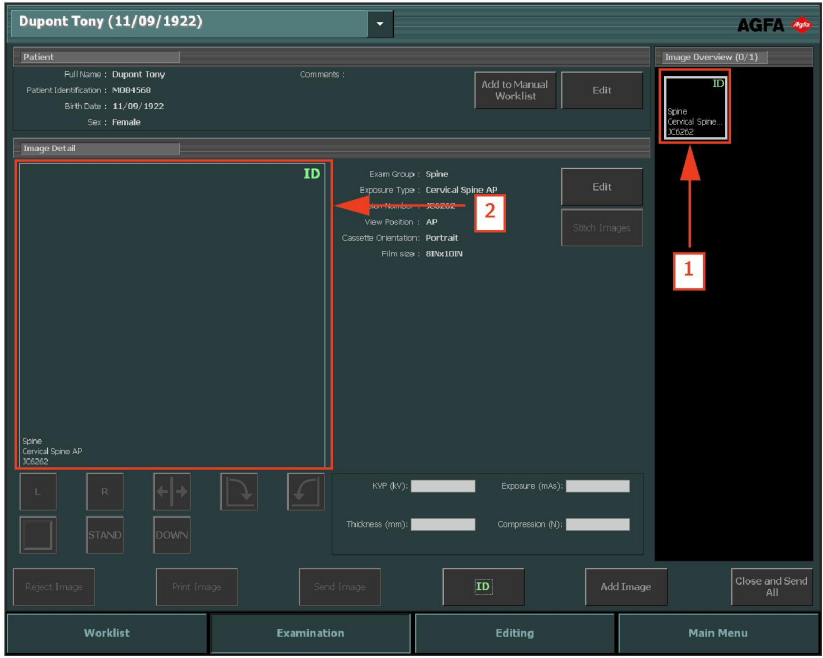 Dupont Tony (11/09/1922)
AGFA
Agfa
Patient
Full Name : Dupont Tony
Comments :
Patient Identification : MOB4568
Birth Date : 11/09/1922
Sex : Female
Add to Manual
Worklist
Edit
Image Overview (0/1)
ID
Spine
Cervical Spine...
JC6262
1
Image Detail
ID
Spine
Cervical Spine AP
JC6262
Exam Group : Spine
Exposure Type : Cervical Spine AP
Number : JC6262
View Position : AP
Cassette Orientation: Portrait
Film size : 8INx10IN
2
Edit
Stitch Images
L
R
STAND
DOWN
KVP (kV):
Exposure (mAs):
Thickness (mm):
Compression (N):
Reject Image
Print Image
Send Image
ID
Add Image
Close and Send
All
Worklist
Examination
Editing
Main Menu